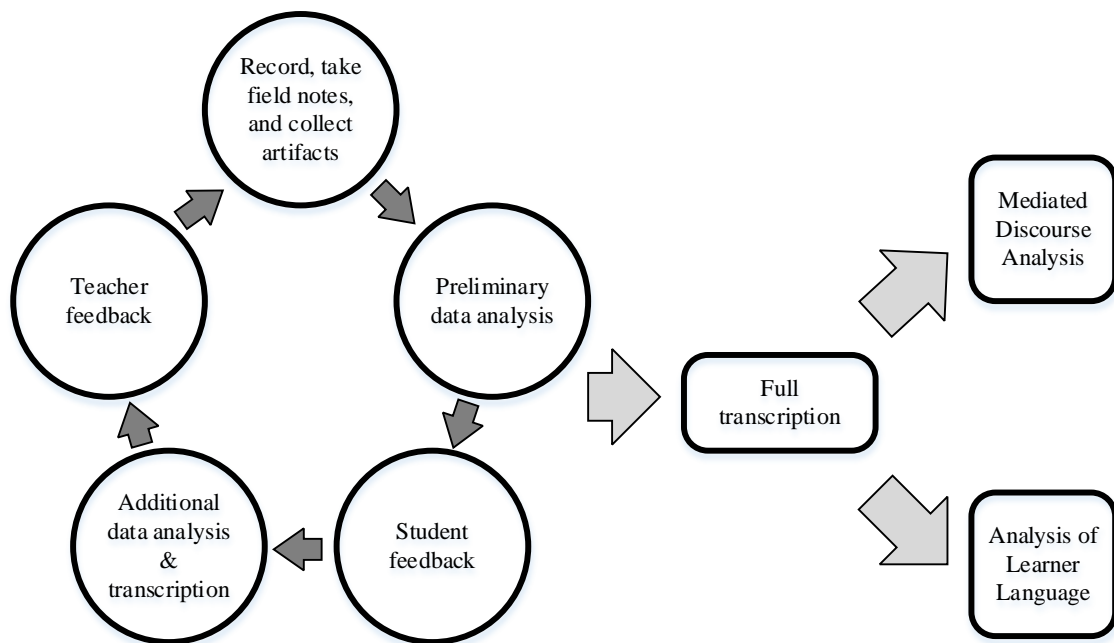 Record, take
field notes,
and collect
artifacts
Preliminary
data analysis
Student
feedback
Additional
data analysis
&
transcription
Teacher
feedback
Full
transcription
Mediated
Discourse
Analysis
Analysis of
Learner
Language